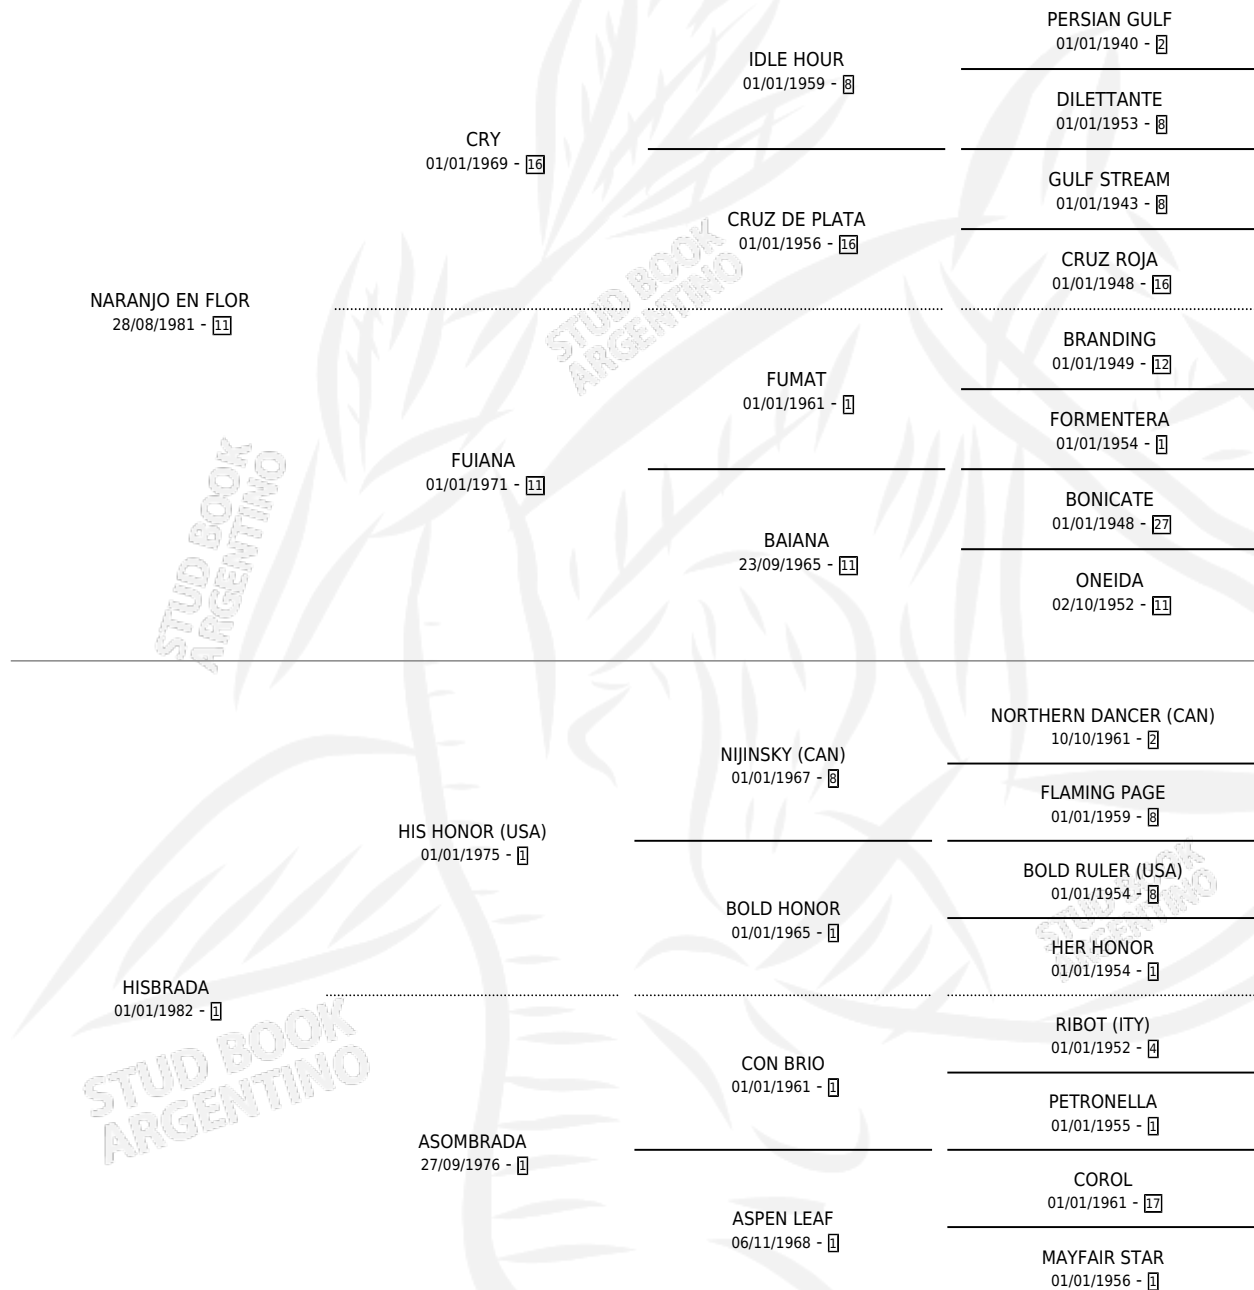 PERSIAN GULF
01/01/1940 - 2
IDLE HOUR
01/01/1959 - 8
DILETTANTE
01/01/1953 - 8
CRY
01/01/1969 - 16
GULF STREAM
01/01/1943 - 8
CRUZ DE PLATA
01/01/1956 - 16
CRUZ ROJA
01/01/1948 - 16
STUD BOOK
ARGENTINO
NARANJO EN FLOR
28/08/1981 - 11
BRANDING
01/01/1949 - 12
FUMAT
01/01/1961 - 1
FORMENTERA
01/01/1954 - 1
FUIANA
01/01/1971 - 11
BONICATE
01/01/1948 - 27
BAIANA
23/09/1965 - 11
ONEIDA
02/10/1952 - 11
STUD BOOK
ARGENTINO
NORTHERN DANCER (CAN)
10/10/1961 - 2
NIJINSKY (CAN)
01/01/1967 - 8
FLAMING PAGE
01/01/1959 - 8
HIS HONOR (USA)
01/01/1975 - 1
BOLD RULER (USA)
01/01/1954 - 8
BOLD HONOR
01/01/1965 - 1
HER HONOR
01/01/1954 - 1
STUD BOOK
ARGENTINO
HISBRADA
01/01/1982 - 1
RIBOT (ITY)
01/01/1952 - 4
CON BRIO
01/01/1961 - 1
PETRONELLA
01/01/1955 - 1
STUD BOOK
ARGENTINO
ASOMBRADA
27/09/1976 - 1
COROL
01/01/1961 - 17
ASPEN LEAF
06/11/1968 - 1
MAYFAIR STAR
01/01/1956 - 1